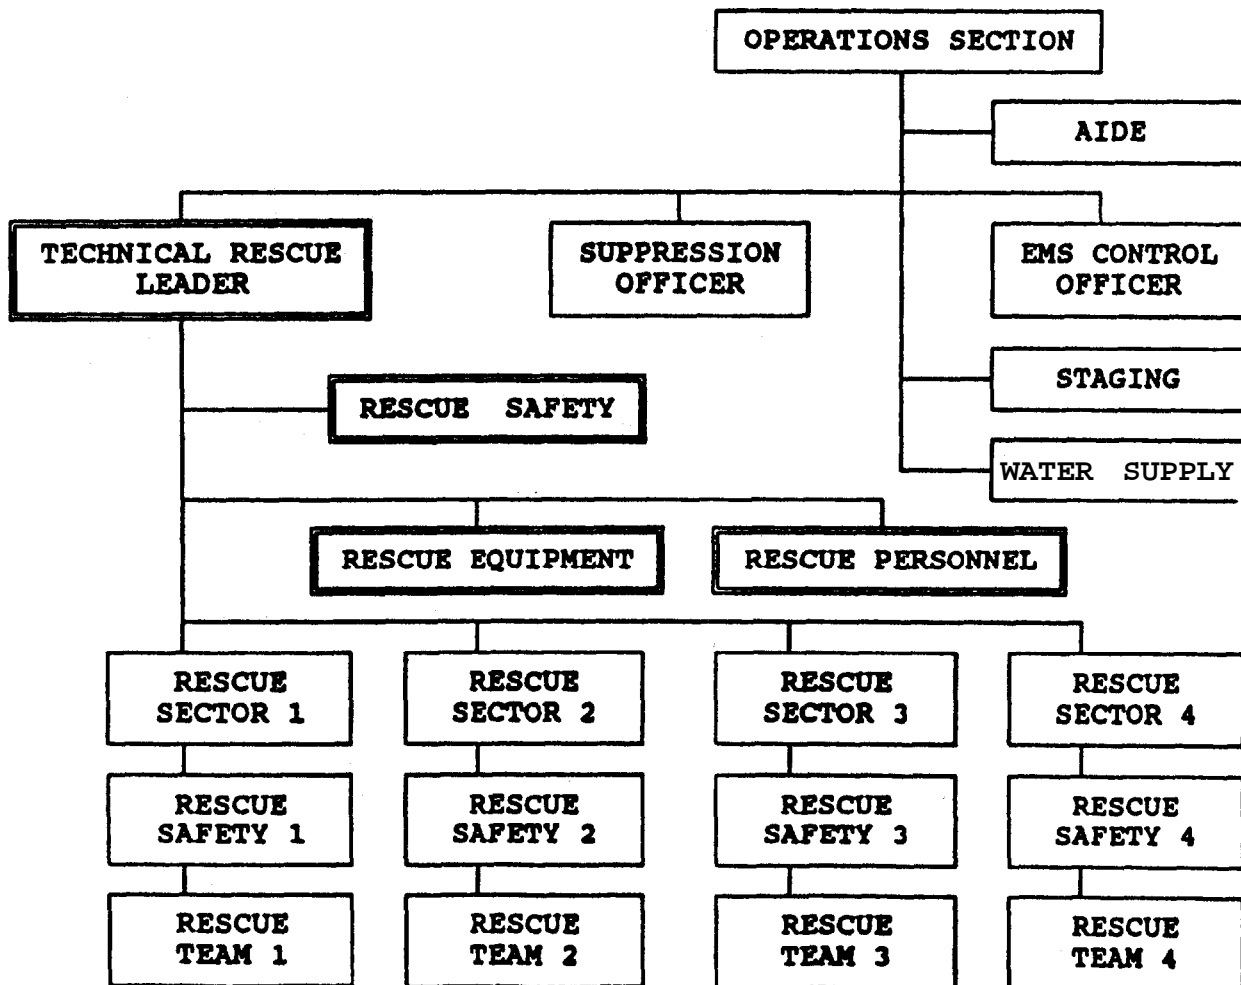 OPERATIONS SECTION
AIDE
TECHNICAL RESCUE
LEADER
SUPPRESSION
OFFICER
EMS CONTROL
OFFICER
STAGING
RESCUE SAFETY
WATER SUPPLY
RESCUE EQUIPMENT
RESCUE PERSONNEL
RESCUE
SECTOR 1
RESCUE
SECTOR 2
RESCUE
SECTOR 3
RESCUE
SECTOR 4
RESCUE
SAFETY 1
RESCUE
SAFETY 2
RESCUE
SAFETY 3
RESCUE
SAFETY 4
RESCUE
TEAM 1
RESCUE
TEAM 2
RESCUE
TEAM 3
RESCUE
TEAM 4